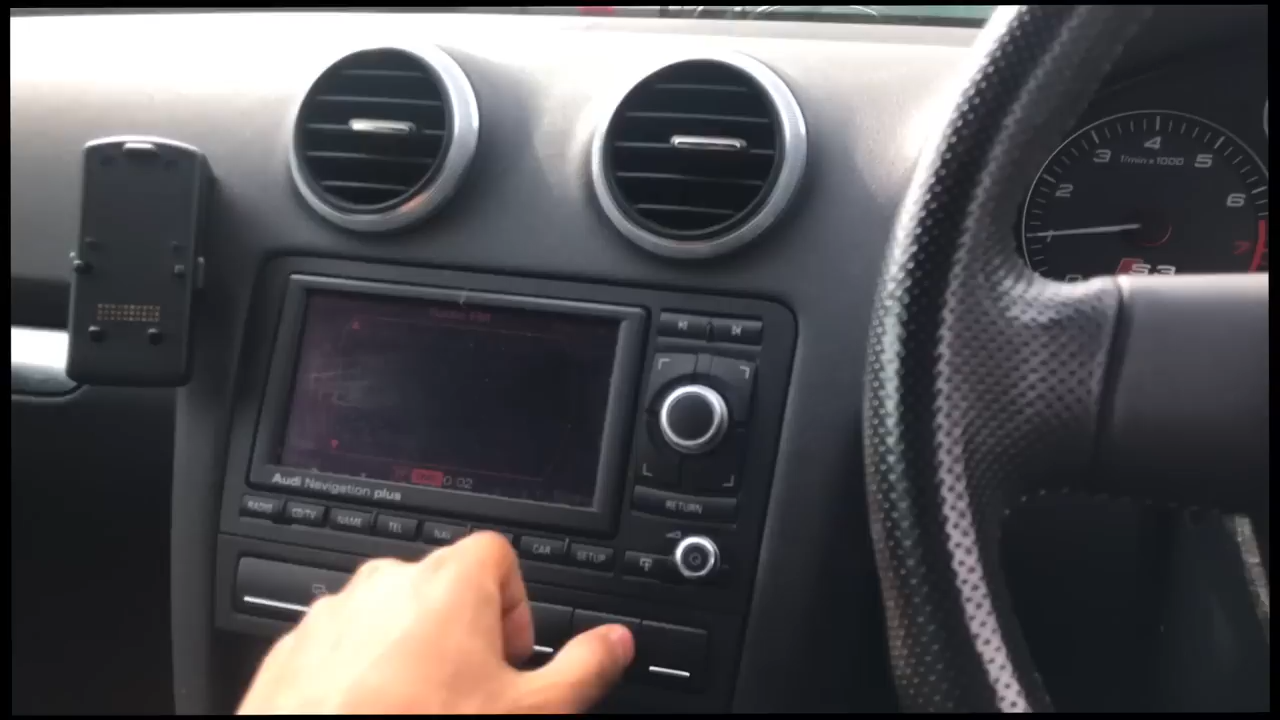 3 4 5
1/min x 1000
2 6
7
S3
Audi Navigation plus
RETURN
RADIO CD/TV NAME TEL NAV CAR SETUP